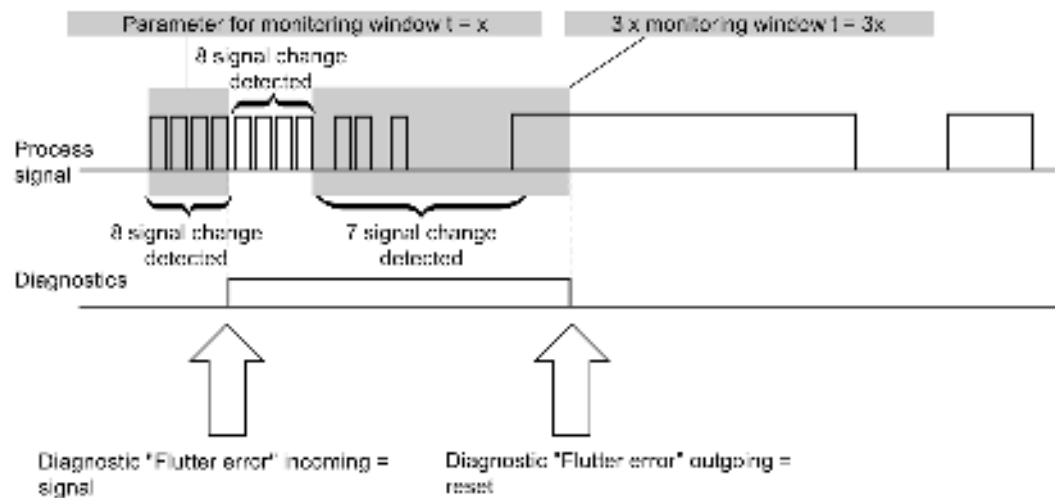 Parameter for monitoring window t = x
3 x monitoring window t = 3x
8 signal change
detected
Process
signal
8 signal change
detected
7 signal change
detected
Diagnostics
Diagnostic "Flutter error" incoming =
signal
Diagnostic "Flutter error" outgoing =
reset